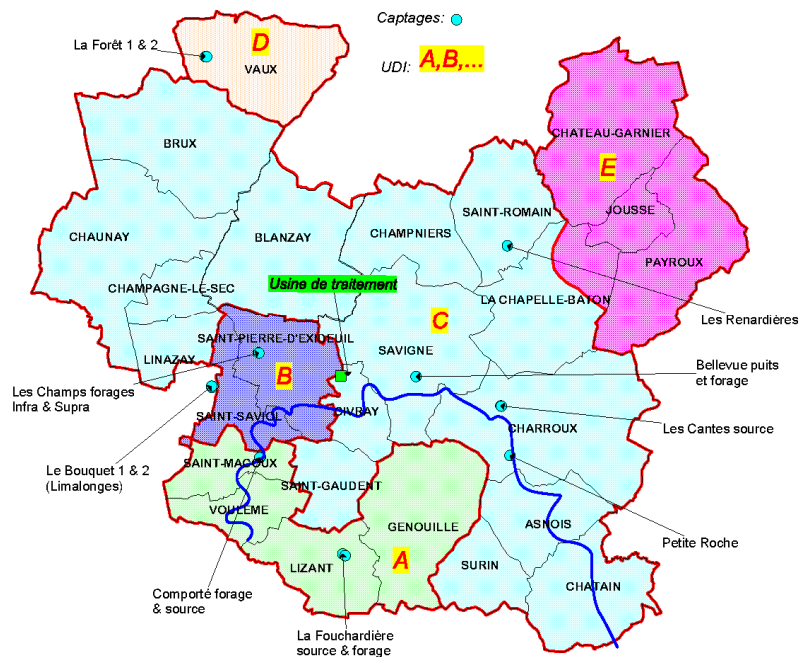 Captages:
La Forêt 1 & 2
D
VAUX
UDI: A,B,...
CHATEAU-GARNIER
BRUX
E
SAINT-ROMAIN
JOUSSE
CHAUNAY
BLANZAY
CHAMPNIERS
PAYROUX
Usine de traitement
CHAMPAGNE-LE-SEC
LA CHAPELLE-BATON
Les Renardières
C
SAINT-PIERRE-D'EXIDEUIL
SAVIGNE
LINAZAY
B
Bellevue puits
et forage
Les Champs forages
Infra & Supra
SAINT-SAVIOL
CIVRAY
CHARROUX
Les Cantes source
Le Bouquet 1 & 2
(Limalonges)
SAINT-MACOUX
SAINT-GAUDENT
VOULEME
GENOUILLE
ASNOIS
Petite Roche
A
LIZANT
SURIN
CHATAIN
Comporté forage
& source
La Fouchardière
source & forage